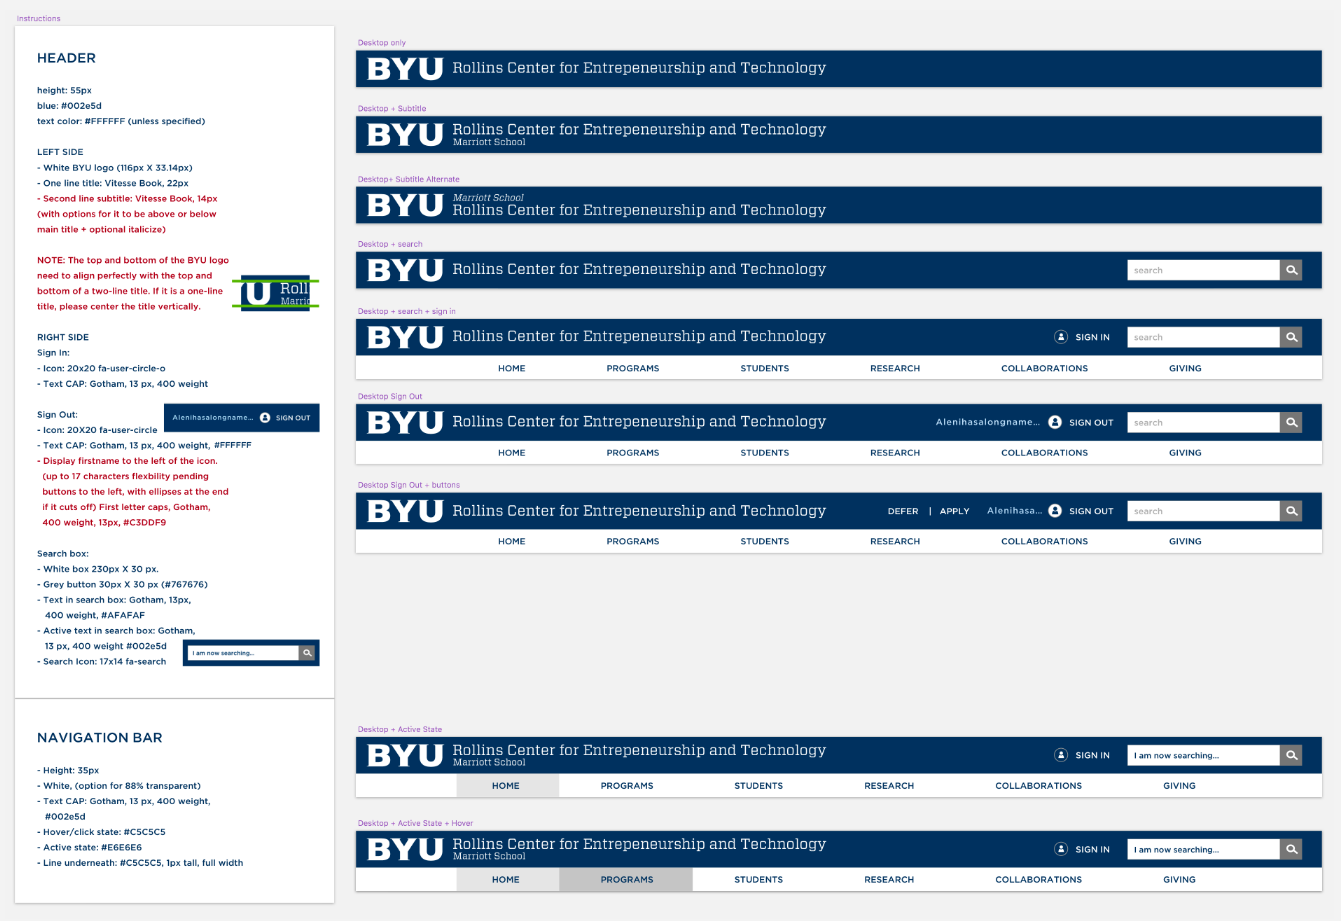 Instructions
HEADER
height: 55px
blue: #002e5d
text color: #FFFFFF (unless specified)
LEFT SIDE
- White BYU logo (116px X 33.14px)
- One line title: Vitesse Book, 22px
- Second line subtitle: Vitesse Book, 14px
(with options for it to be above or below
main title + optional italicize)
NOTE: The top and bottom of the BYU logo
need to align perfectly with the top and
bottom of a two-line title. If it is a one-line
title, please center the title vertically.
U Roll
Marric
RIGHT SIDE
Sign In:
- Icon: 20x20 fa-user-circle-o
- Text CAP: Gotham, 13 px, 400 weight
Sign Out:
Alenihasalongname... SIGN OUT
- Icon: 20X20 fa-user-circle
- Text CAP: Gotham, 13 px, 400 weight, #FFFFFF
- Display firstname to the left of the icon.
(up to 17 characters flexbility pending
buttons to the left, with ellipses at the end
if it cuts off) First letter caps, Gotham,
400 weight, 13px, #C3DDF9
Search box:
- White box 230px X 30 px.
- Grey button 30px X 30 px (#767676)
- Text in search box: Gotham, 13px,
400 weight, #AFAFAF
- Active text in search box: Gotham,
13 px, 400 weight #002e5d
- Search Icon: 17x14 fa-search
I am now searching...
NAVIGATION BAR
- Height: 35px
- White, (option for 88% transparent)
- Text CAP: Gotham, 13 px, 400 weight,
#002e5d
- Hover/click state: #C5C5C5
- Active state: #E6E6E6
- Line underneath: #C5C5C5, 1px tall, full width
Desktop only
BYU Rollins Center for Entrepeneurship and Technology
Desktop + Subtitle
BYU Rollins Center for Entrepeneurship and Technology
Marriott School
Desktop+ Subtitle Alternate
Marriott School
BYU Rollins Center for Entrepeneurship and Technology
Desktop + search
BYU Rollins Center for Entrepeneurship and Technology search
Desktop + search + sign in
BYU Rollins Center for Entrepeneurship and Technology SIGN IN search
HOME PROGRAMS STUDENTS RESEARCH COLLABORATIONS GIVING
Desktop Sign Out
BYU Rollins Center for Entrepeneurship and Technology Alenihasalongname... SIGN OUT search
HOME PROGRAMS STUDENTS RESEARCH COLLABORATIONS GIVING
Desktop Sign Out + buttons
BYU Rollins Center for Entrepeneurship and Technology DEFER | APPLY Alenihasa... SIGN OUT search
HOME PROGRAMS STUDENTS RESEARCH COLLABORATIONS GIVING
Desktop + Active State
BYU Rollins Center for Entrepeneurship and Technology SIGN IN I am now searching...
Marriott School
HOME PROGRAMS STUDENTS RESEARCH COLLABORATIONS GIVING
Desktop + Active State + Hover
BYU Rollins Center for Entrepeneurship and Technology SIGN IN I am now searching...
Marriott School
HOME PROGRAMS STUDENTS RESEARCH COLLABORATIONS GIVING